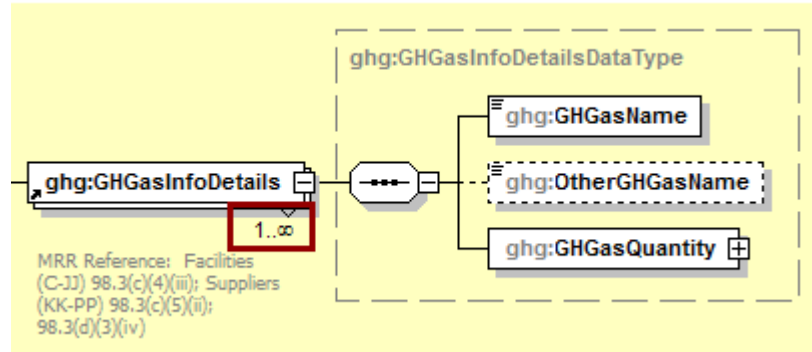 ghg:GHGasInfoDetailsDataType
ghg:GHGasName
ghg:GHGasInfoDetails
ghg:OtherGHGasName
1..∞
ghg:GHGasQuantity
MRR Reference: Facilities
(C-JJ) 98.3(c)(4)(iii); Suppliers
(KK-PP) 98.3(c)(5)(ii);
98.3(d)(3)(iv)